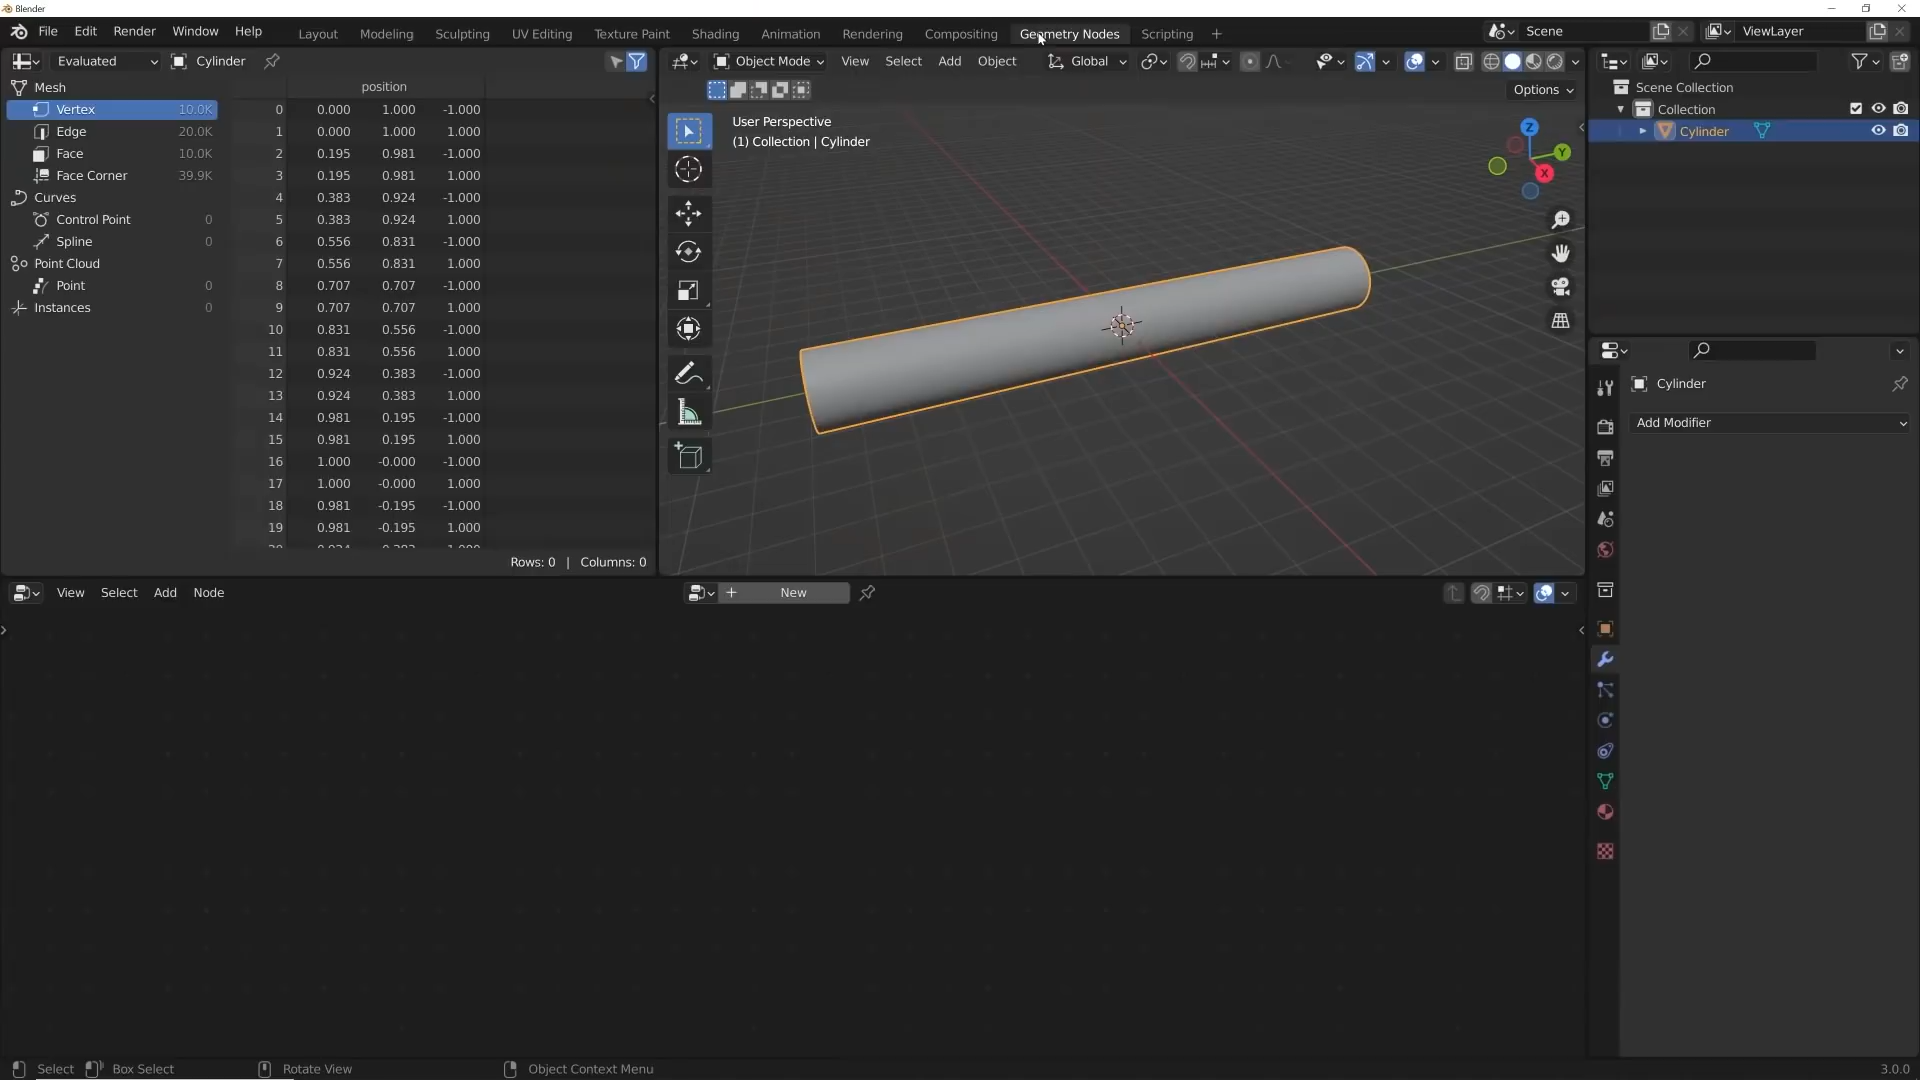 Blender
File Edit Render Window Help Layout Modeling Sculpting UV Editing Texture Paint Shading Animation Rendering Compositing Geometry Nodes Scripting + Scene ViewLayer
Evaluated Cylinder
Object Mode View Select Add Object Global
Options
Mesh
Vertex 10.0K
Edge 20.0K
Face 10.0K
Face Corner 39.9K
Curves
Control Point 0
Spline 0
Point Cloud
Point 0
Instances 0
position
0 0.000 1.000 -1.000
1 0.000 1.000 1.000
2 0.195 0.981 -1.000
3 0.195 0.981 1.000
4 0.383 0.924 -1.000
5 0.383 0.924 1.000
6 0.556 0.831 -1.000
7 0.556 0.831 1.000
8 0.707 0.707 -1.000
9 0.707 0.707 1.000
10 0.831 0.556 -1.000
11 0.831 0.556 1.000
12 0.924 0.383 -1.000
13 0.924 0.383 1.000
14 0.981 0.195 -1.000
15 0.981 0.195 1.000
16 1.000 -0.000 -1.000
17 1.000 -0.000 1.000
18 0.981 -0.195 -1.000
19 0.981 -0.195 1.000
Rows: 0 | Columns: 0
User Perspective
(1) Collection | Cylinder
Z
Y
X
Scene Collection
Collection
Cylinder
Cylinder
Add Modifier
View Select Add Node + New
Select Box Select Rotate View Object Context Menu 3.0.0